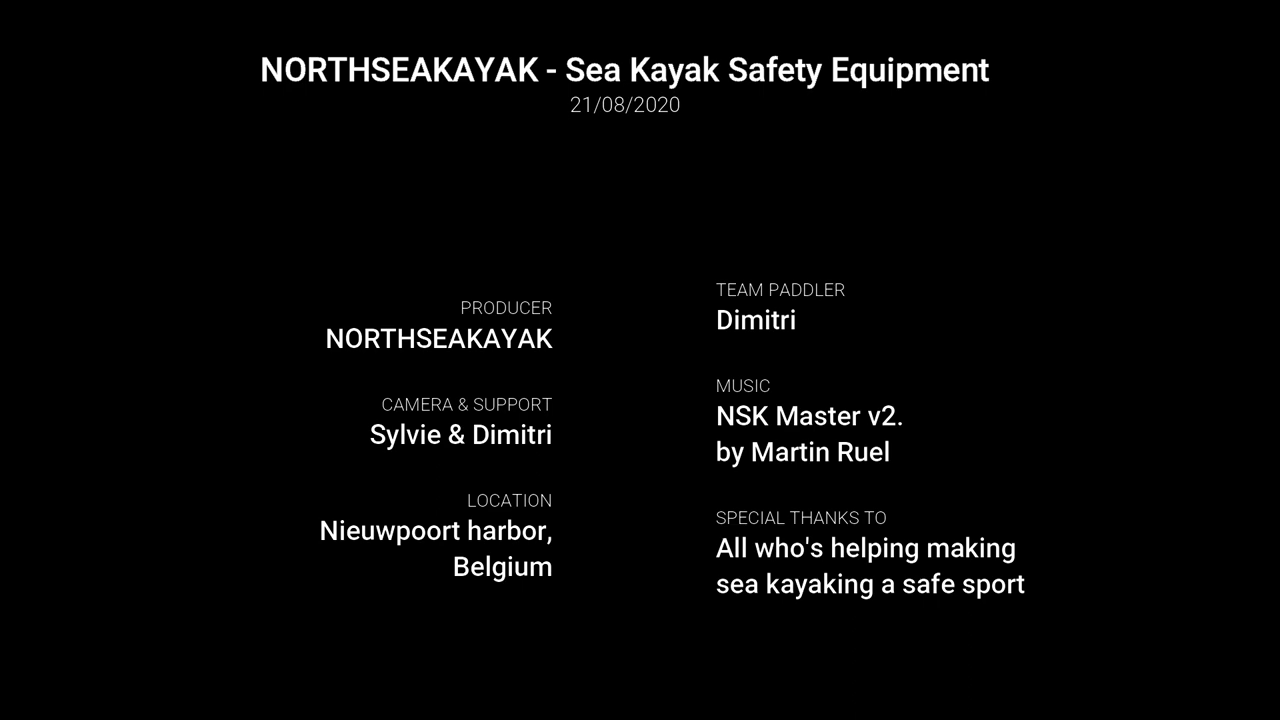 NORTHSEAKAYAK - Sea Kayak Safety Equipment
21/08/2020
PRODUCER
NORTHSEAKAYAK
CAMERA & SUPPORT
Sylvie & Dimitri
LOCATION
Nieuwpoort harbor,
Belgium
TEAM PADDLER
Dimitri
MUSIC
NSK Master v2.
by Martin Ruel
SPECIAL THANKS TO
All who's helping making
sea kayaking a safe sport